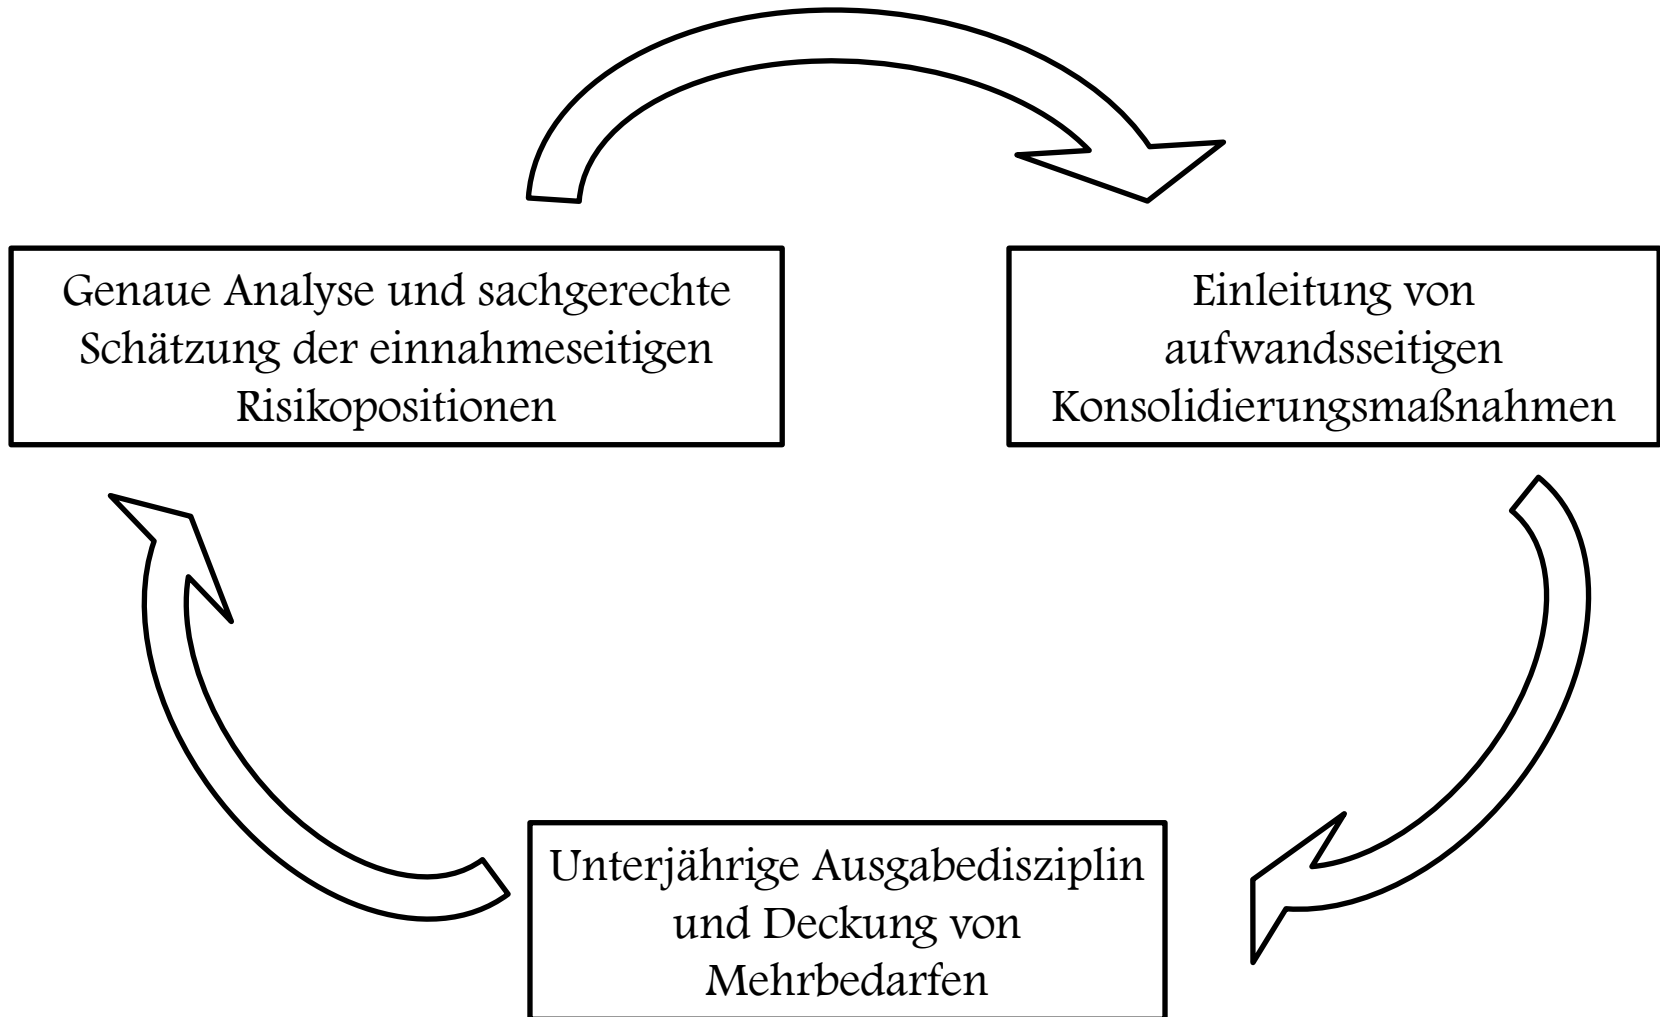 Genaue Analyse und sachgerechte
Schätzung der einnahmeseitigen
Risikopositionen
Einleitung von
aufwandsseitigen
Konsolidierungsmaßnahmen
Unterjährige Ausgabedisziplin
und Deckung von
Mehrbedarfen